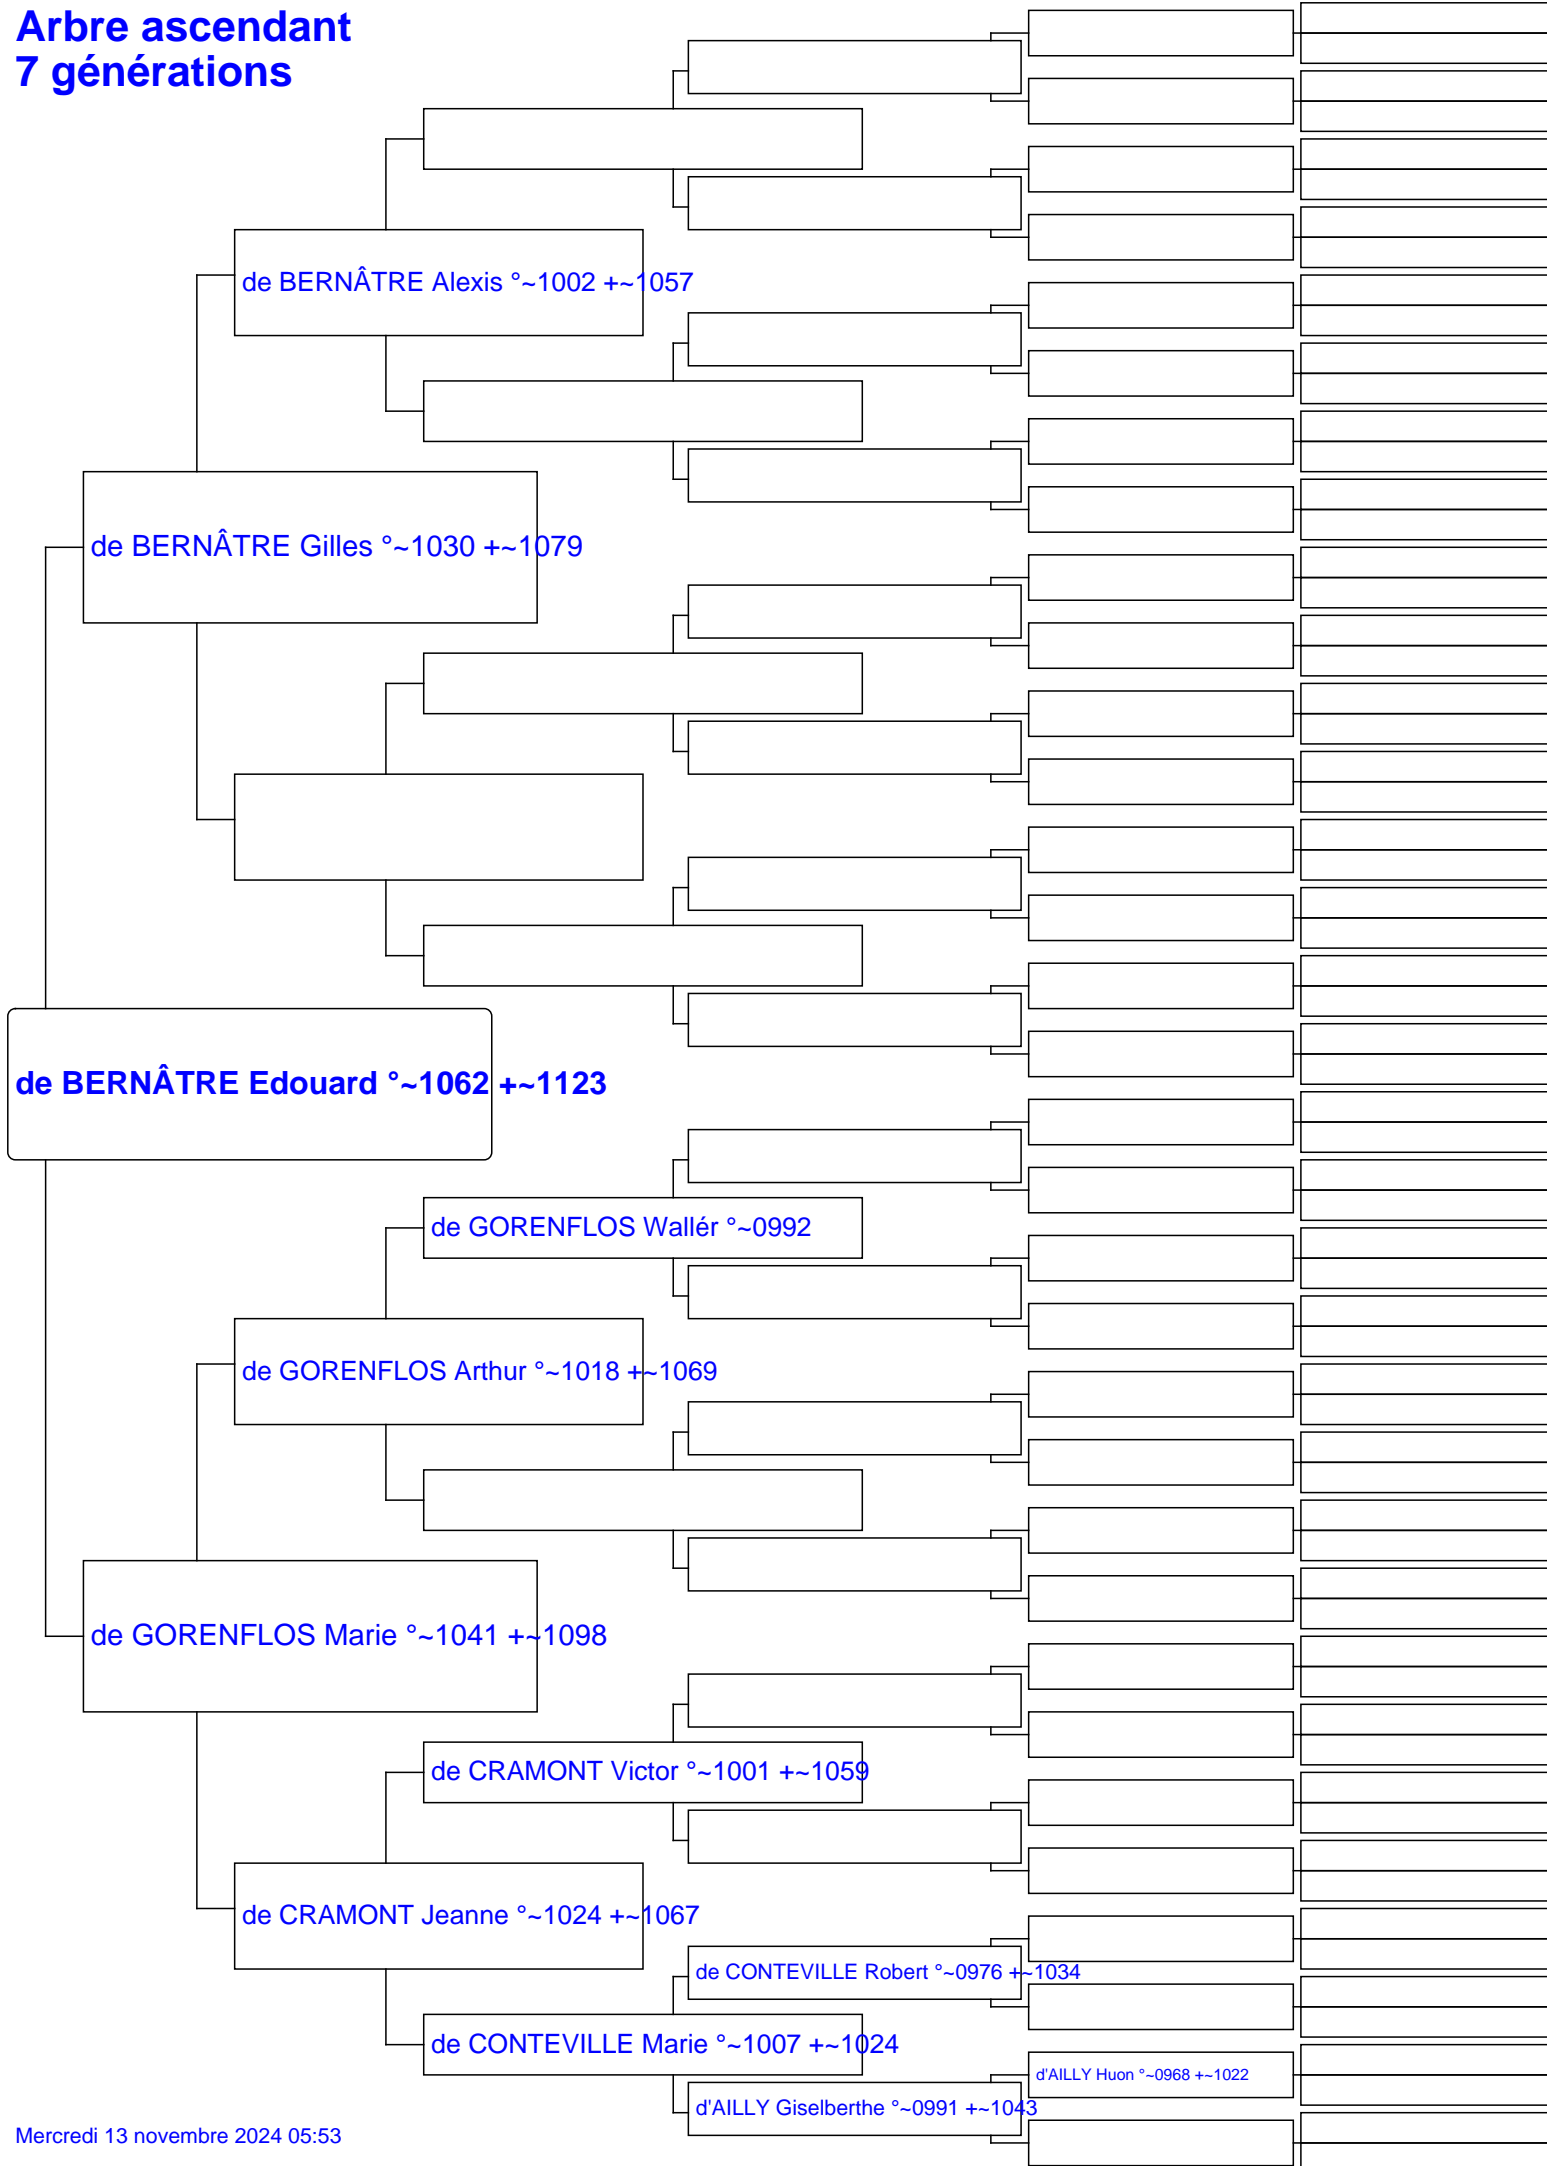 Arbre ascendant
7 générations
de BERNÂTRE Alexis °~1002 +~1057
de BERNÂTRE Gilles °~1030 +~1079
de BERNÂTRE Edouard °~1062 +~1123
de GORENFLOS Wallér °~0992
de GORENFLOS Arthur °~1018 +~1069
de GORENFLOS Marie °~1041 +~1098
de CRAMONT Victor °~1001 +~1059
de CRAMONT Jeanne °~1024 +~1067
de CONTEVILLE Robert °~0976 +~1034
de CONTEVILLE Marie °~1007 +~1024
d'AILLY Huon °~0968 +~1022
d'AILLY Giselberthe °~0991 +~1043
Mercredi 13 novembre 2024 05:53